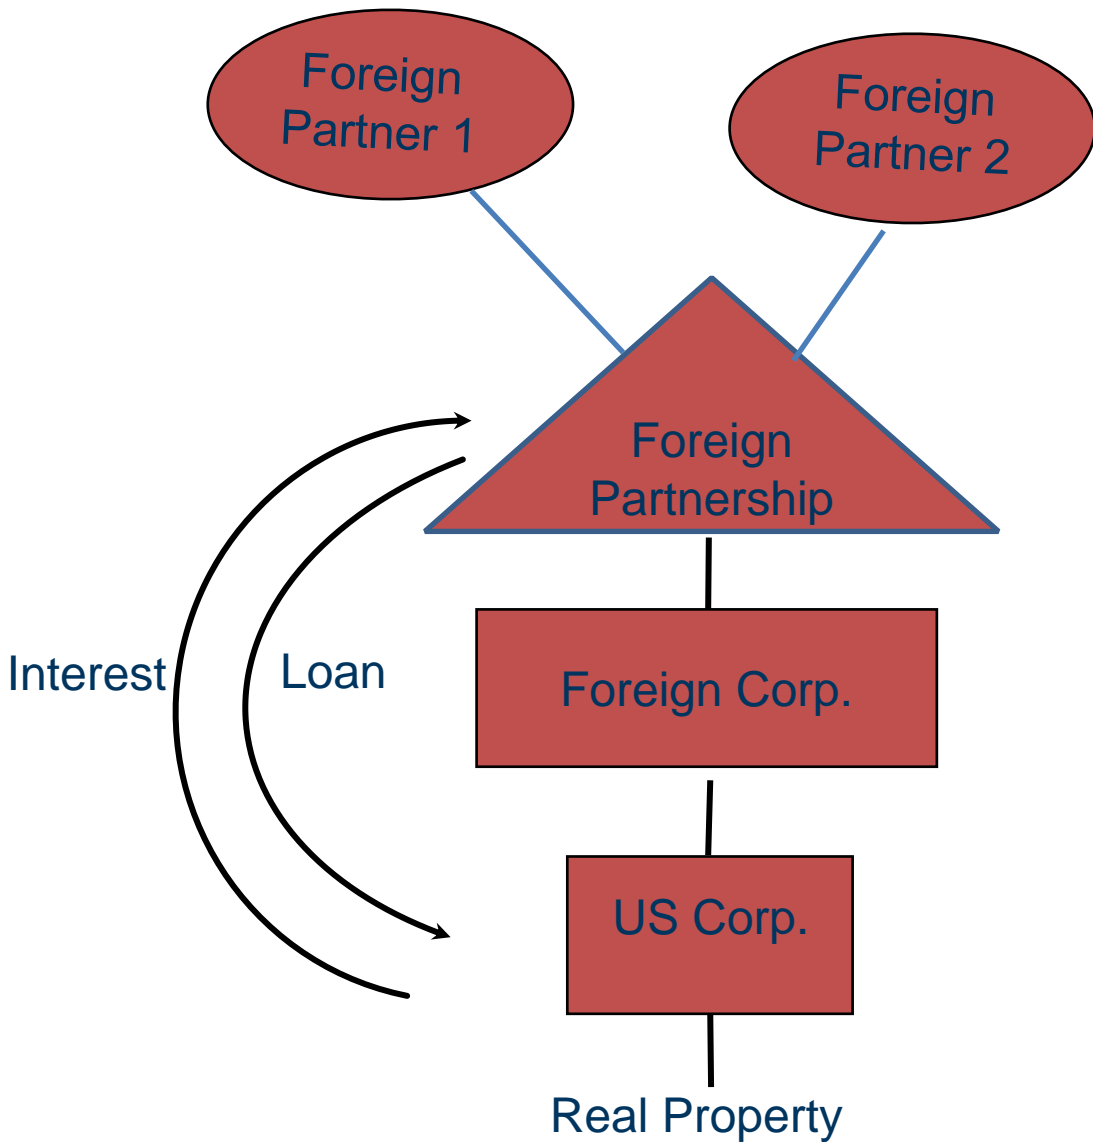 Foreign
Partner 1
Foreign
Partner 2
Foreign
Partnership
Interest
Loan
Foreign Corp.
US Corp.
Real Property